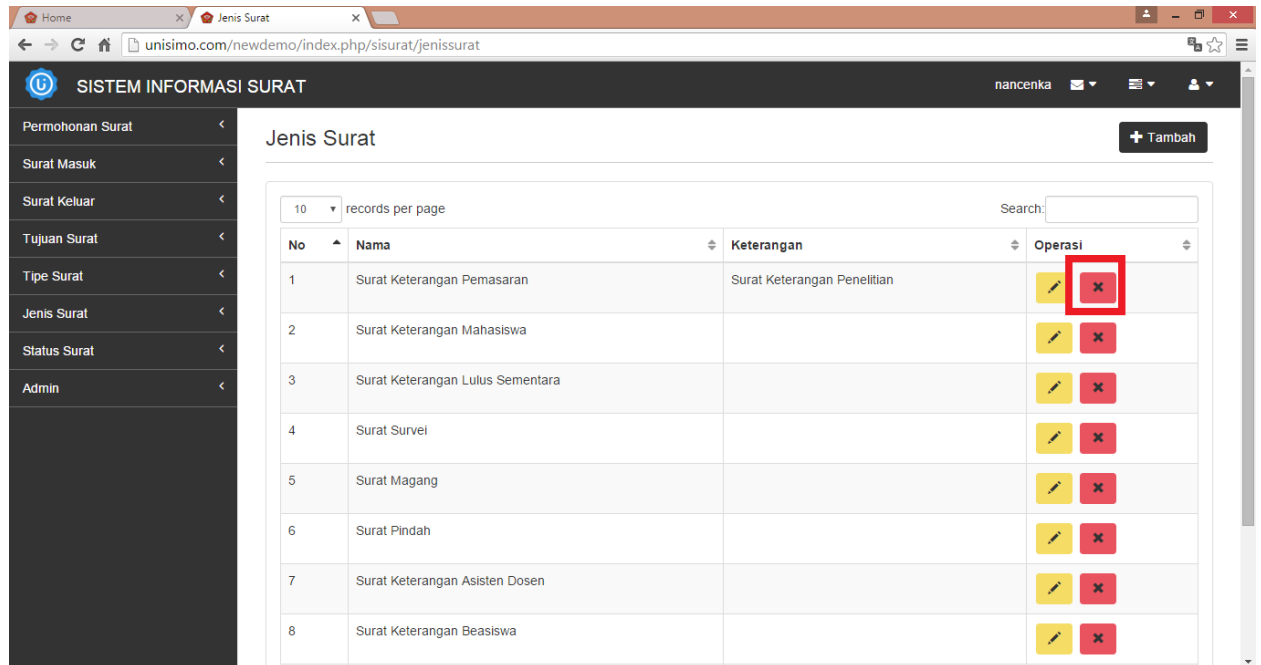 Home
Jenis Surat
unisimo.com/newdemo/index.php/sisurat/jenissurat
SISTEM INFORMASI SURAT
nancenka
Permohonan Surat
Surat Masuk
Surat Keluar
Tujuan Surat
Tipe Surat
Jenis Surat
Status Surat
Admin
Jenis Surat
Tambah
10 records per page
Search:
No Nama Keterangan Operasi
1 Surat Keterangan Pemasaran Surat Keterangan Penelitian
2 Surat Keterangan Mahasiswa
3 Surat Keterangan Lulus Sementara
4 Surat Survei
5 Surat Magang
6 Surat Pindah
7 Surat Keterangan Asisten Dosen
8 Surat Keterangan Beasiswa